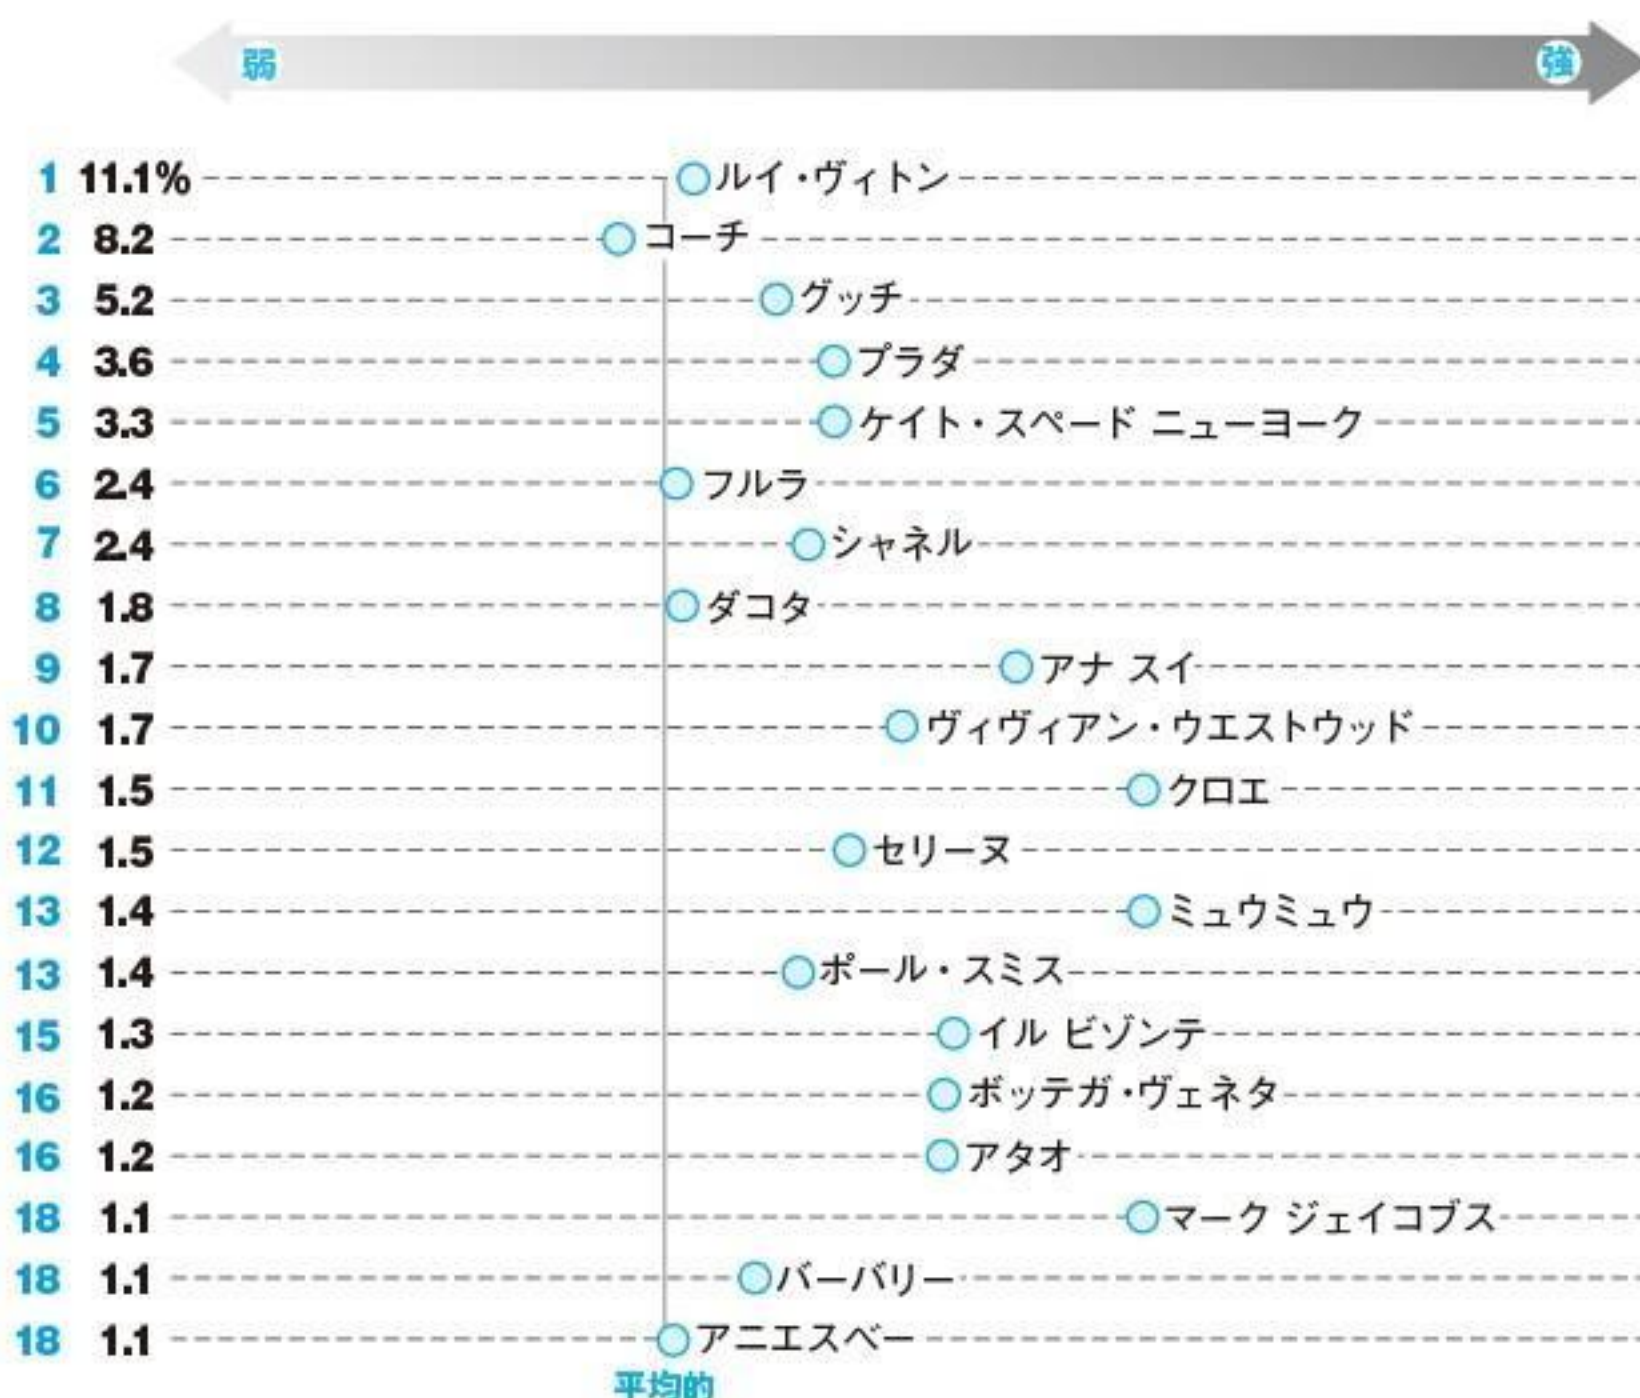 弱 強
1 11.1% ルイ・ヴィトン
2 8.2 コーチ
3 5.2 グッチ
4 3.6 プラダ
5 3.3 ケイト・スペード ニューヨーク
6 2.4 フルラ
7 2.4 シャネル
8 1.8 ダコタ
9 1.7 アナ スイ
10 1.7 ヴィヴィアン・ウエストウッド
11 1.5 クロエ
12 1.5 セリーヌ
13 1.4 ミュウミュウ
13 1.4 ポール・スミス
15 1.3 イル ビゾンテ
16 1.2 ボッテガ・ヴェネタ
16 1.2 アタオ
18 1.1 マーク ジェイコブス
18 1.1 バーバリー
18 1.1 アニエスベー
平均的